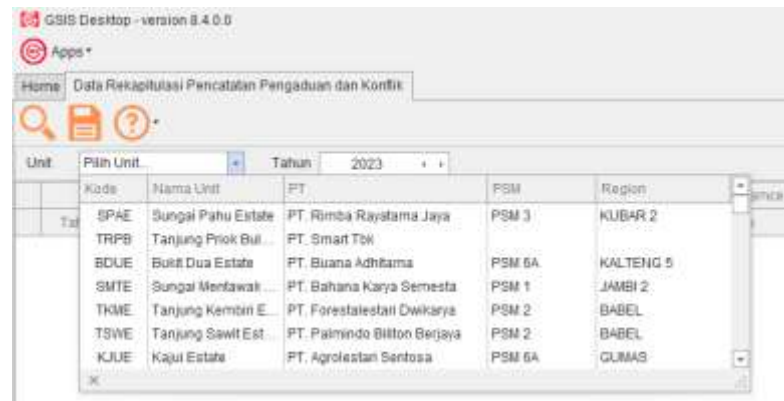 GSIS Desktop - version 8.4.0.0
Apps
Home Data Rekapitulasi Pencatatan Pengaduan dan Konflik
Unit Pilih Unit... Tahun 2023
Kode Nama Unit PT PSM Region
SPAE Sungai Pahu Estate PT. Rimba Rayatama Jaya PSM 3 KUBAR 2
TRPB Tanjung Priok Bul... PT. Smart Tbk
BDUE Bukit Dua Estate PT. Buana Adhitama PSM 6A KALTENG 5
SMTE Sungai Mentawak ... PT. Bahana Karya Semesta PSM 1 JAMBI 2
TKME Tanjung Kembiri E... PT. Forestalestari Dwikarya PSM 2 BABEL
TSWE Tanjung Sawit Est... PT. Palmindo Billiton Berjaya PSM 2 BABEL
KJUE Kajui Estate PT. Agrolestari Sentosa PSM 6A GUMAS